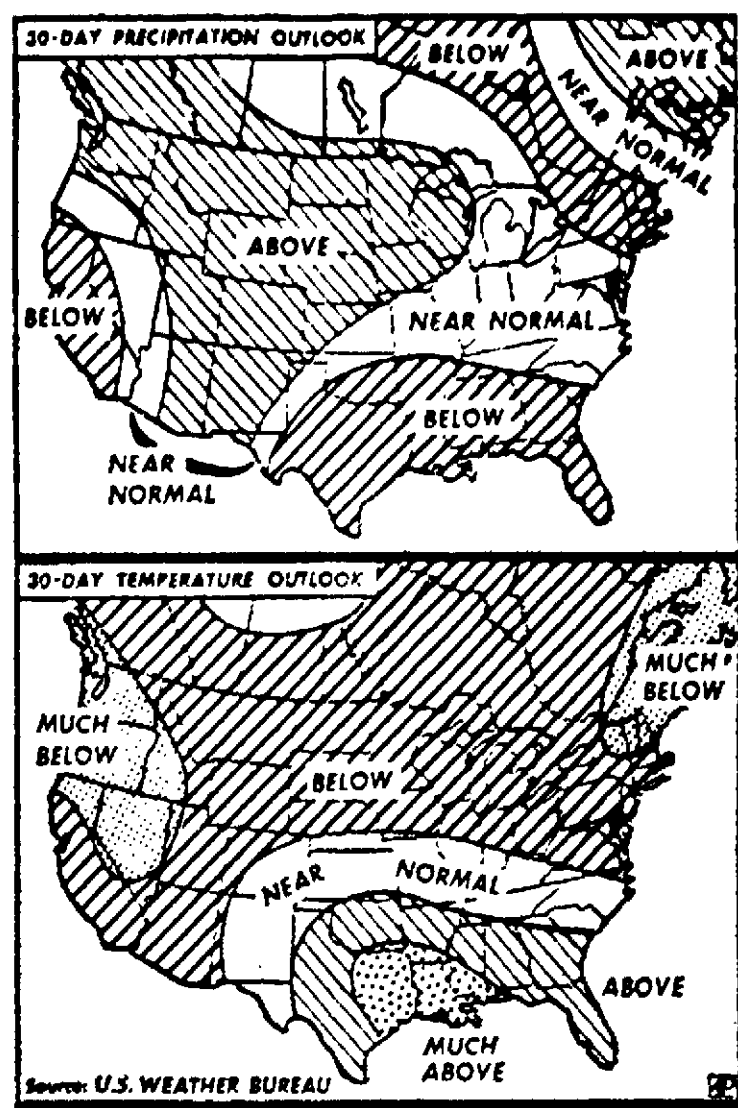 30-DAY PRECIPITATION OUTLOOK
BELOW
ABOVE
NEAR NORMAL
ABOVE
BELOW
NEAR NORMAL
BELOW
NEAR
NORMAL
30-DAY TEMPERATURE OUTLOOK
MUCH
BELOW
MUCH
BELOW
BELOW
NEAR NORMAL
ABOVE
MUCH
ABOVE
Source: U.S. WEATHER BUREAU
AP